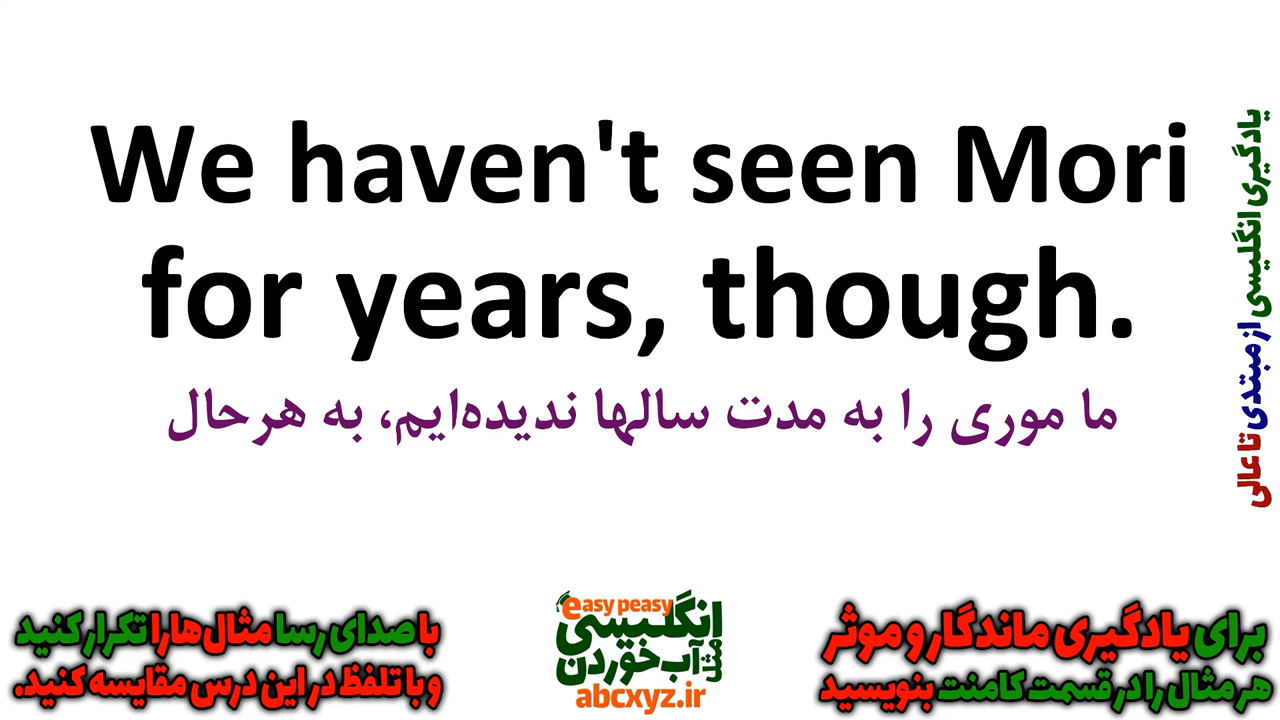 We haven't seen Mori
for years, though.
ما موری را به مدت سالها ندیده‌ایم، به هرحال
یادگیری انگلیسی از مبتدی تا عالی
با صدای رسا مثال‌ها را تکرار کنید
و با تلفظ در این درس مقایسه کنید.
easy peasy
انگلیسی
مثل
آب خوردن
abcxyz.ir
برای یادگیری ماندگار و موثر
هر مثال را در قسمت کامنت بنویسید